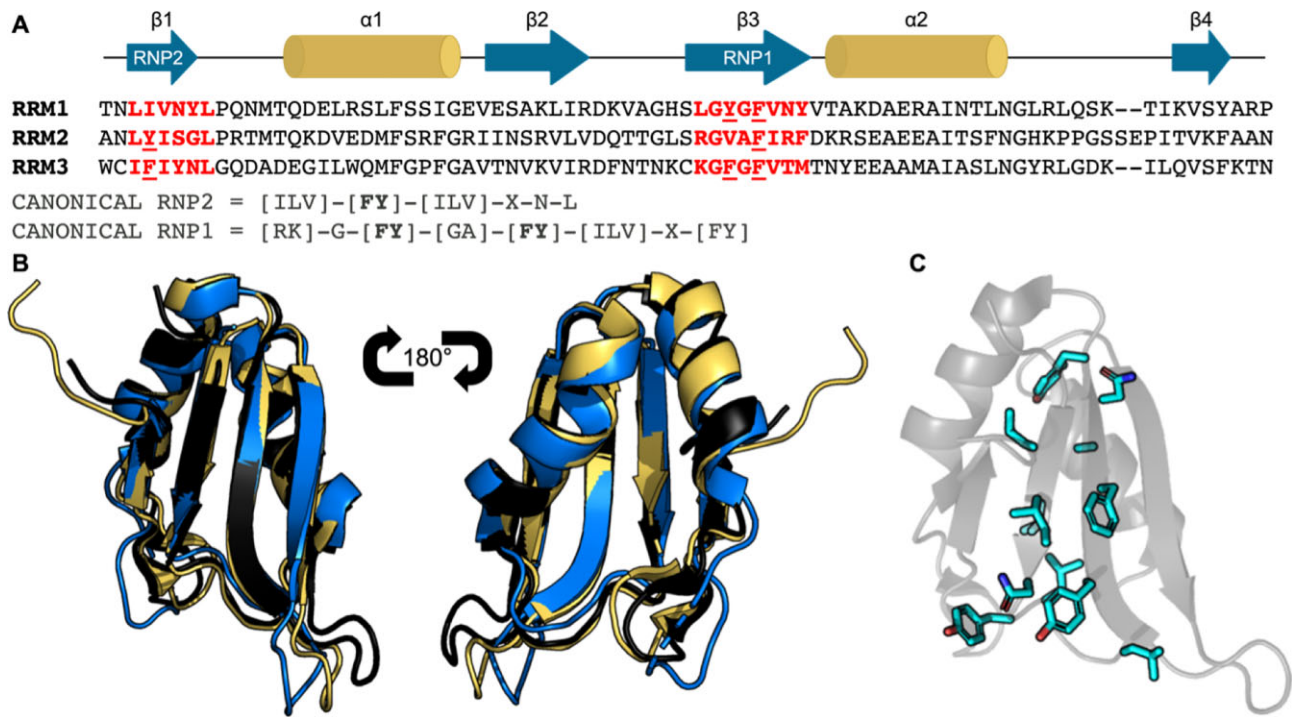 A
β1 α1 β2 β3 α2 β4
RNP2 RNP1
RRM1 TNLIVNYLPQNMTQDELRSLFSSIGEVESAKLIRDKVAGHSLGYGFVNYVTAKDAERAINTLNGLRLQSK--TIKVSYARP
RRM2 ANLYISGLPRTMTQKDVEDMFSRFGRIINSRVLVDQTTGLSRGVAFIRFDKRSEAEEAITSFNGHKPPGSSEPITVKFAAN
RRM3 WCIFIYNLGQDADEGILWQMFGPFGAVTNVKVIRDFNTNKCKGFGFVTMTNYEEAAMAIASLNGYRLGDK--ILQVSFKTN
CANONICAL RNP2 = [ILV]-[FY]-[ILV]-X-N-L
CANONICAL RNP1 = [RK]-G-[FY]-[GA]-[FY]-[ILV]-X-[FY]
B
180°
C